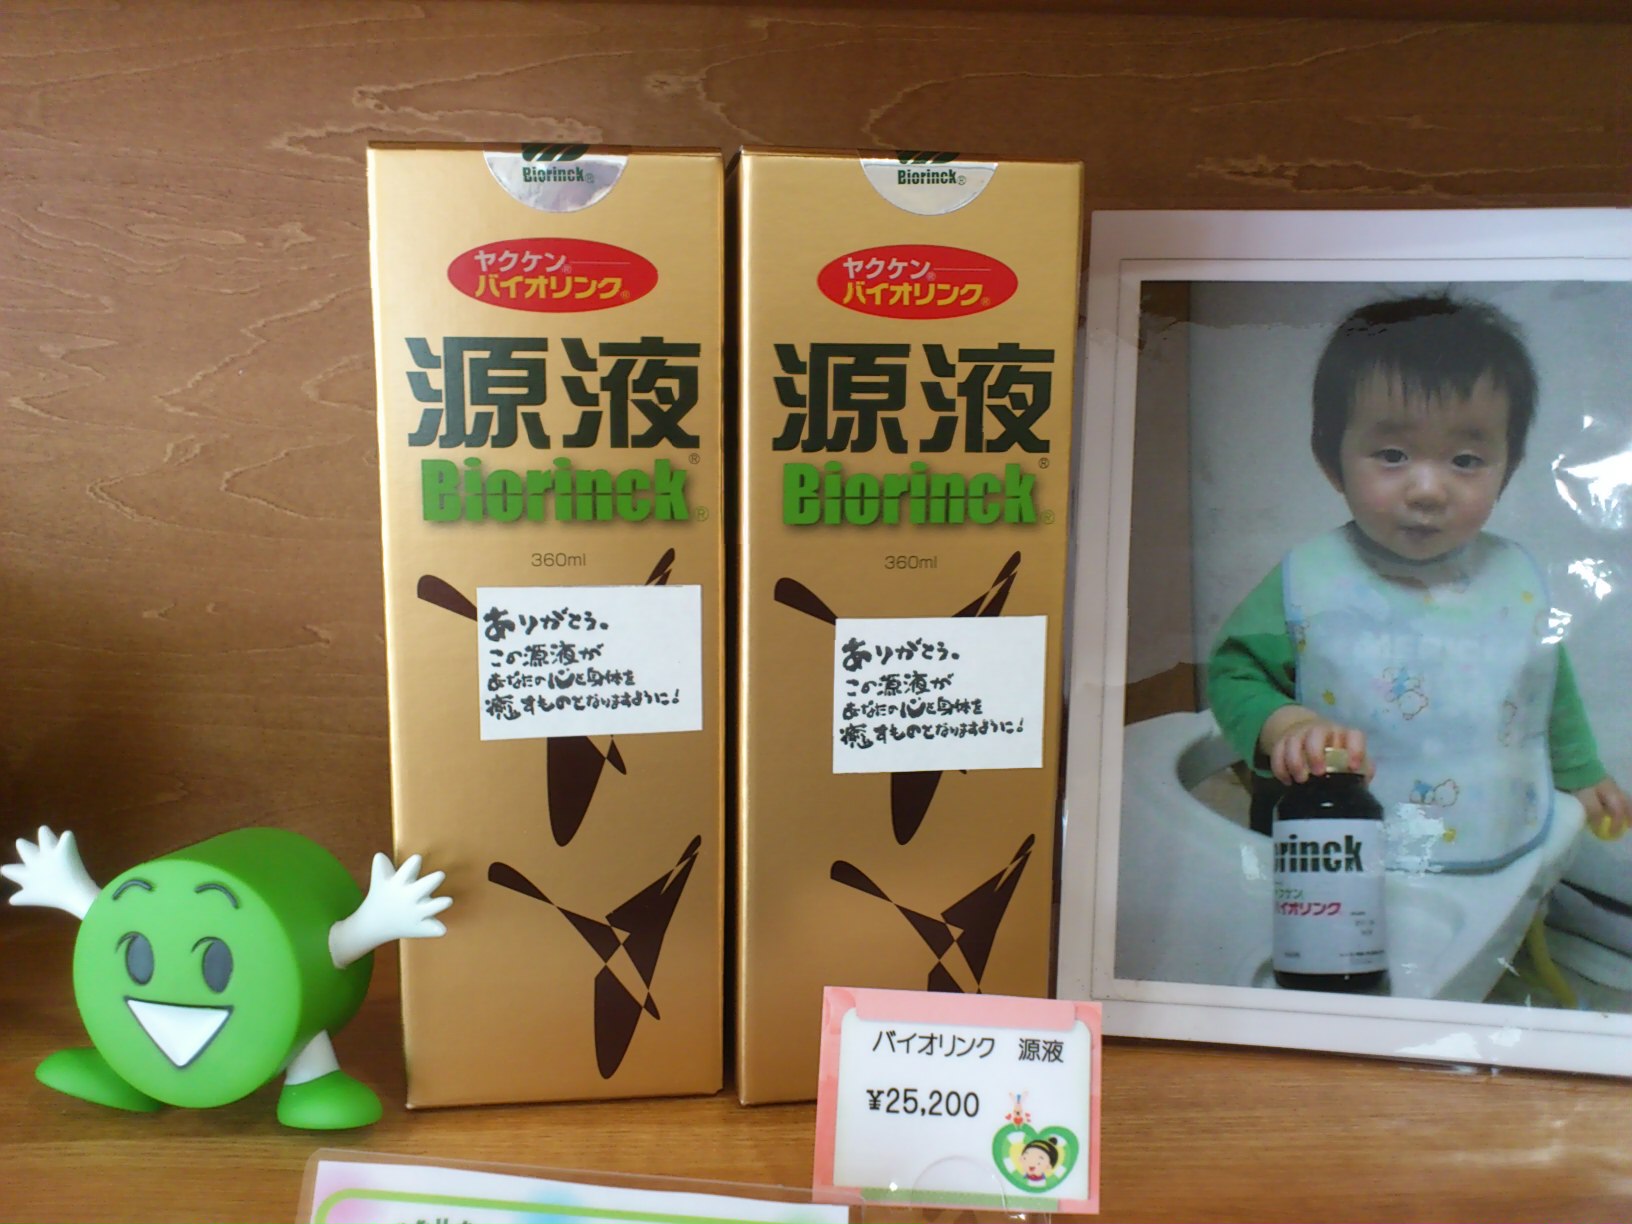 Biorinck®
ヤクケン®
バイオリンク®
源液
Biorinck®
360ml
ありがとう。
この源液が
あなたの心と身体を
癒すものとなりますように！
Biorinck®
ヤクケン®
バイオリンク®
源液
Biorinck®
360ml
ありがとう。
この源液が
あなたの心と身体を
癒すものとなりますように！
バイオリンク 源液
¥25,200
orinck
ヤクケン
バイオリンク